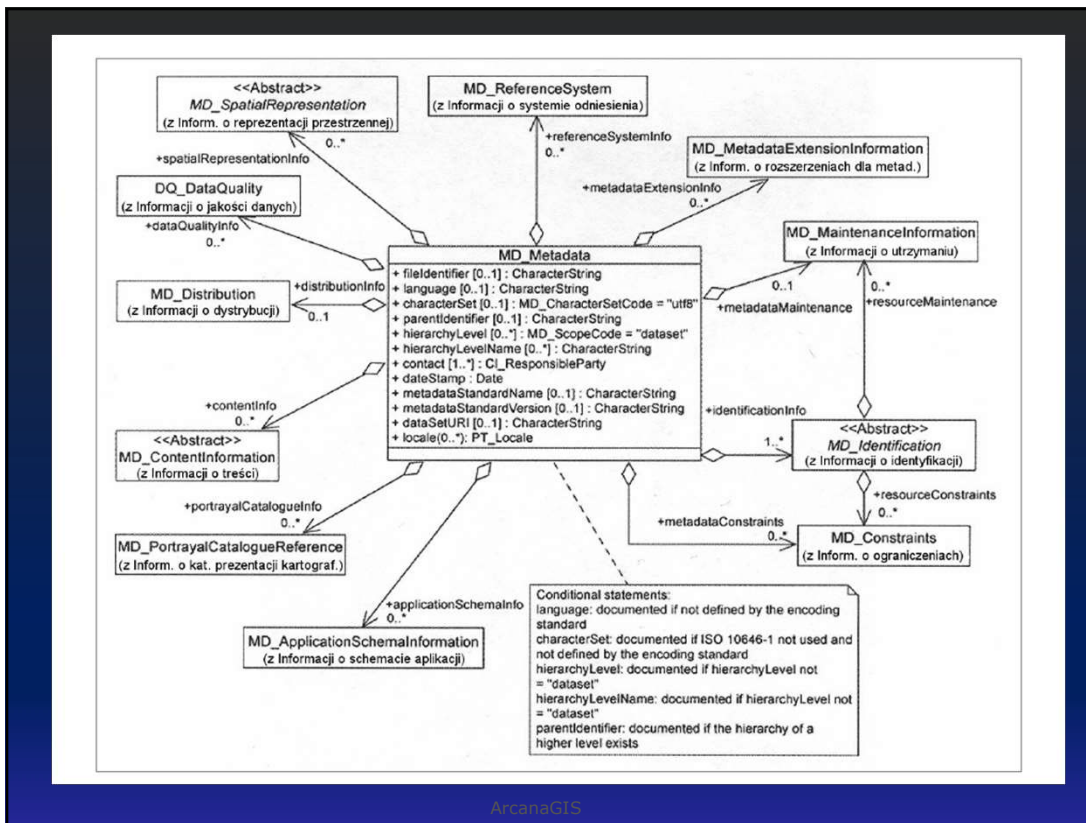 <<Abstract>>
MD_SpatialRepresentation
(z Inform. o reprezentacji przestrzennej)
0..*
+spatialRepresentationInfo
MD_ReferenceSystem
(z Informacji o systemie odniesienia)
+referenceSystemInfo
0..*
MD_MetadataExtensionInformation
(z Inform. o rozszerzeniach dla metad.)
+metadataExtensionInfo
0..*
DQ_DataQuality
(z Informacji o jakości danych)
+dataQualityInfo
0..*
MD_MaintenanceInformation
(z Informacji o utrzymaniu)
0..1
+metadataMaintenance
0..*
+resourceMaintenance
MD_Distribution
(z Informacji o dystrybucji)
+distributionInfo
0..1
MD_Metadata
+ fileIdentifier [0..1] : CharacterString
+ language [0..1] : CharacterString
+ characterSet [0..1] : MD_CharacterSetCode = "utf8"
+ parentIdentifier [0..1] : CharacterString
+ hierarchyLevel [0..*] : MD_ScopeCode = "dataset"
+ hierarchyLevelName [0..*] : CharacterString
+ contact [1..*] : CI_ResponsibleParty
+ dateStamp : Date
+ metadataStandardName [0..1] : CharacterString
+ metadataStandardVersion [0..1] : CharacterString
+ dataSetURI [0..1] : CharacterString
+ locale(0..*): PT_Locale
+contentInfo
0..*
<<Abstract>>
MD_ContentInformation
(z Informacji o treści)
+identificationInfo
1..*
<<Abstract>>
MD_Identification
(z Informacji o identyfikacji)
+resourceConstraints
0..*
+portrayalCatalogueInfo
0..*
MD_PortrayalCatalogueReference
(z Inform. o kat. prezentacji kartograf.)
+metadataConstraints
0..*
MD_Constraints
(z Inform. o ograniczeniach)
+applicationSchemaInfo
0..*
MD_ApplicationSchemaInformation
(z Informacji o schemacie aplikacji)
Conditional statements:
language: documented if not defined by the encoding
standard
characterSet: documented if ISO 10646-1 not used and
not defined by the encoding standard
hierarchyLevel: documented if hierarchyLevel not
= "dataset"
hierarchyLevelName: documented if hierarchyLevel not
= "dataset"
parentIdentifier: documented if the hierarchy of a
higher level exists
ArcanaGIS